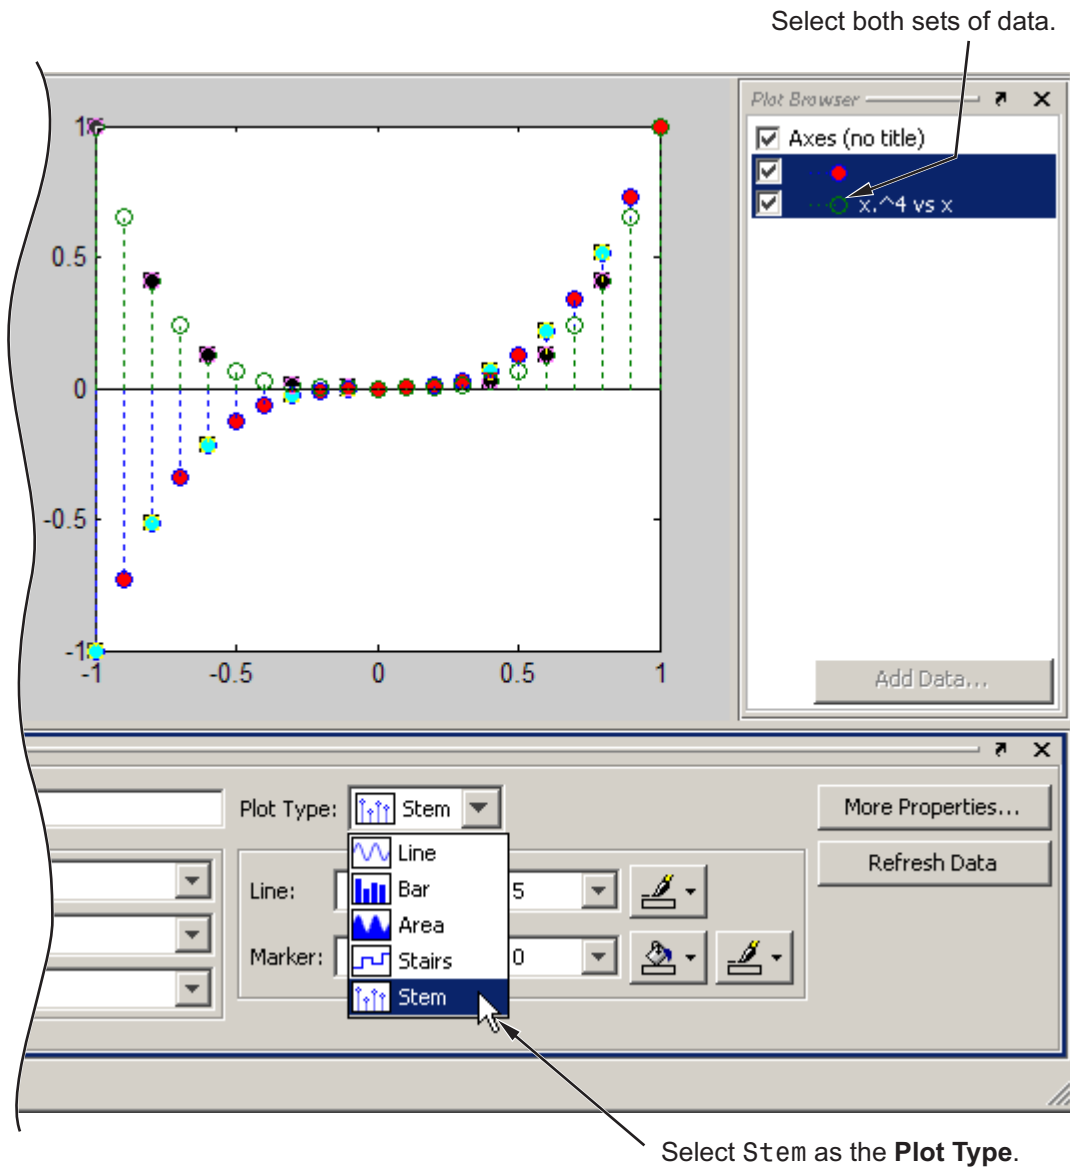 Select both sets of data.
Plot Browser
Axes (no title)
x.^4 vs x
1
0.5
0
-0.5
-1
-1
-0.5
0
0.5
1
Add Data...
Plot Type: Stem
More Properties...
Line
Refresh Data
Line:
Bar
5
Area
Marker:
Stairs
0
Stem
Select Stem as the Plot Type.